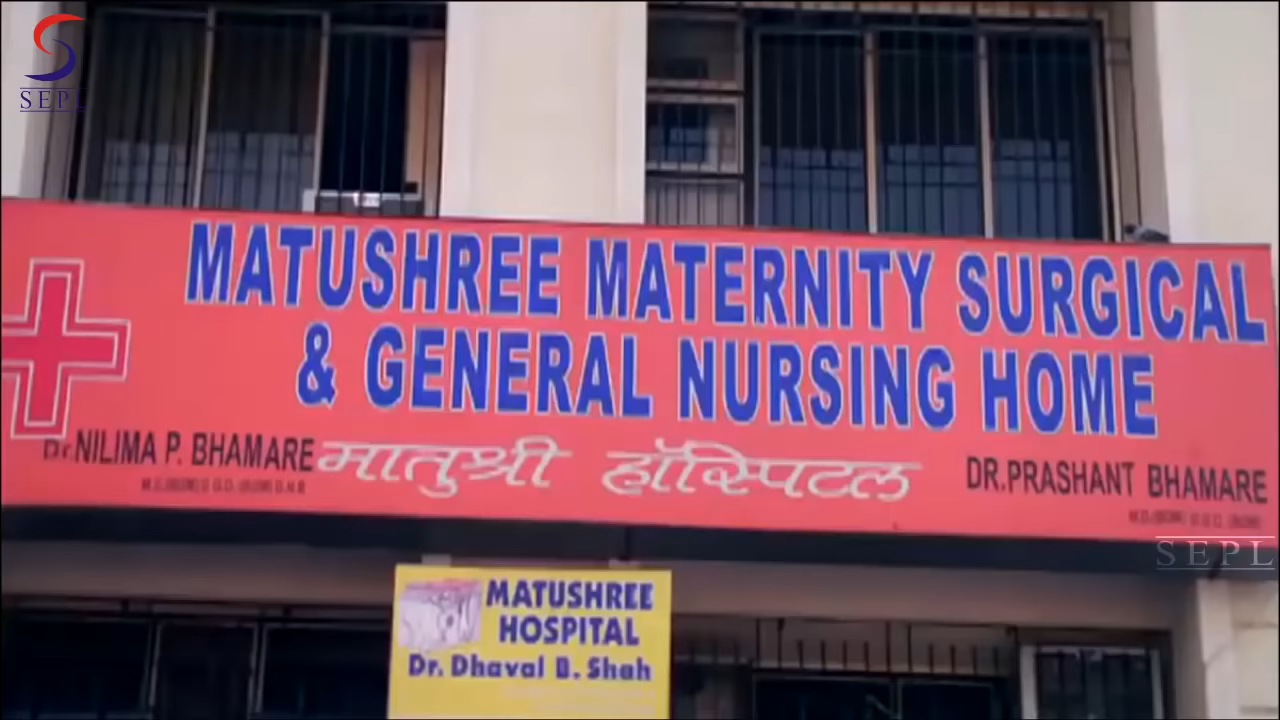 SEPL
MATUSHREE MATERNITY SURGICAL
& GENERAL NURSING HOME
Dr. NILIMA P. BHAMARE
मातुश्री हॉस्पिटल
DR. PRASHANT BHAMARE
SEPL
MATUSHREE
HOSPITAL
Dr. Dhaval B. Shah